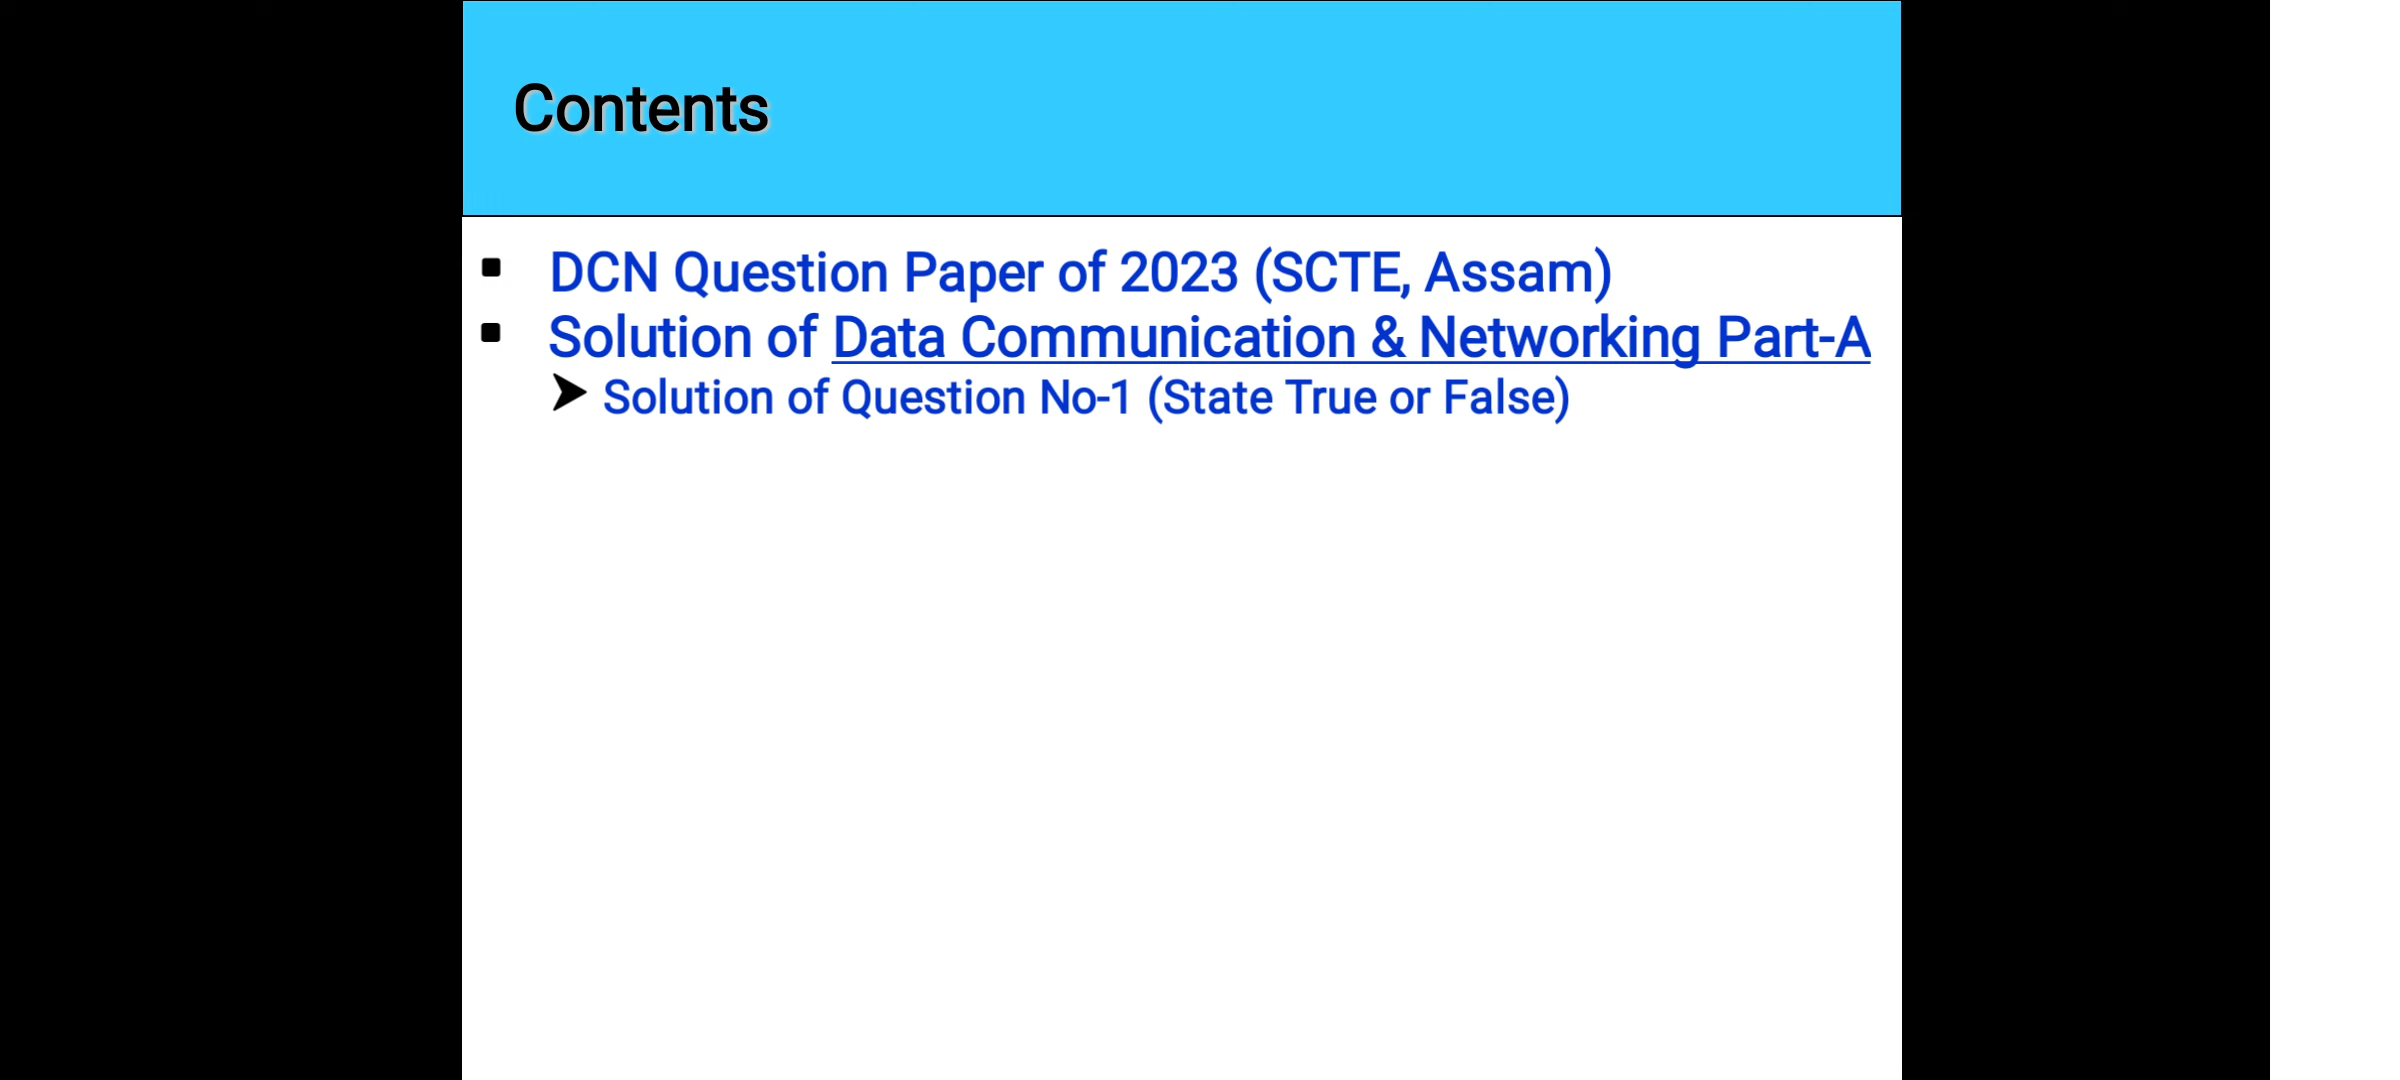 Contents
▪ DCN Question Paper of 2023 (SCTE, Assam)
▪ Solution of Data Communication & Networking Part-A
➤ Solution of Question No-1 (State True or False)